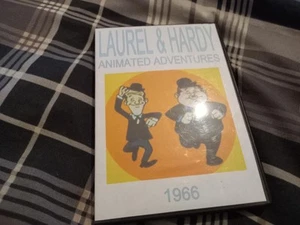 LAUREL & HARDY
ANIMATED ADVENTURES
1966